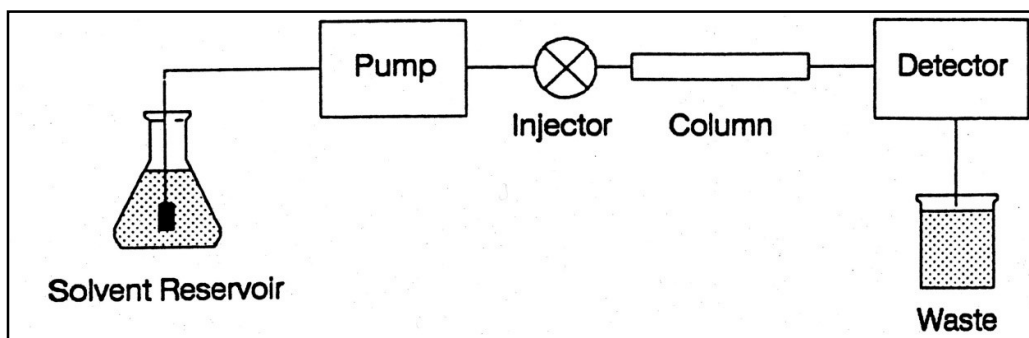 Pump
Detector
Injector
Column
Solvent Reservoir
Waste